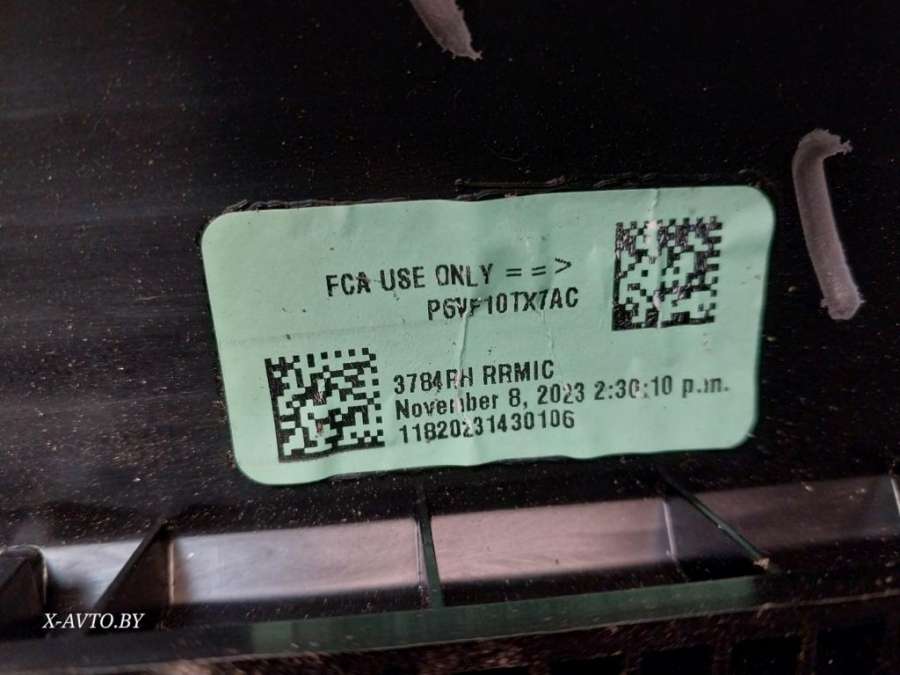 FCA USE ONLY ==>
P6VF10TX7AC
3784RH RRMIC
November 8, 2023 2:30:10 p.m.
11820231430106
X-AVTO.BY